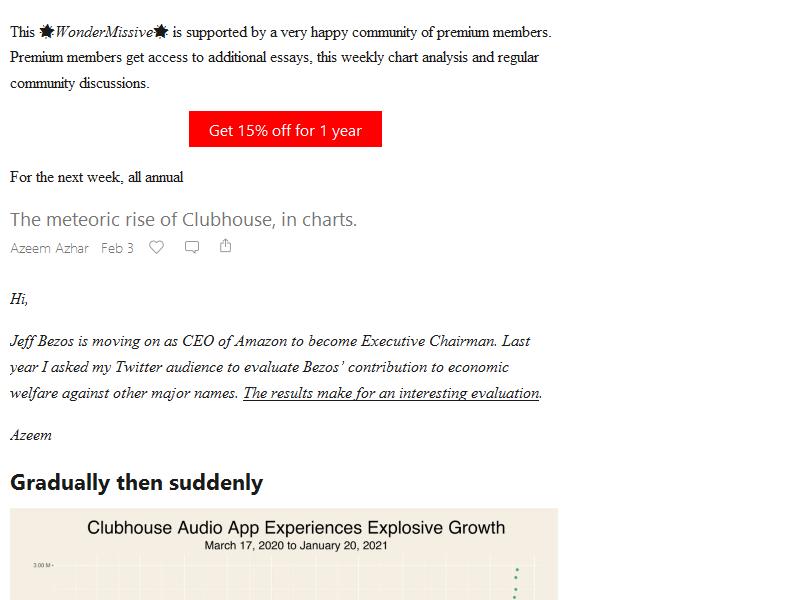 This ✷WonderMissive✷ is supported by a very happy community of premium members.
Premium members get access to additional essays, this weekly chart analysis and regular
community discussions.
Get 15% off for 1 year
For the next week, all annual
The meteoric rise of Clubhouse, in charts.
Azeem Azhar Feb 3
Hi,
Jeff Bezos is moving on as CEO of Amazon to become Executive Chairman. Last
year I asked my Twitter audience to evaluate Bezos’ contribution to economic
welfare against other major names. The results make for an interesting evaluation.
Azeem
Gradually then suddenly
Clubhouse Audio App Experiences Explosive Growth
March 17, 2020 to January 20, 2021
3.00 M